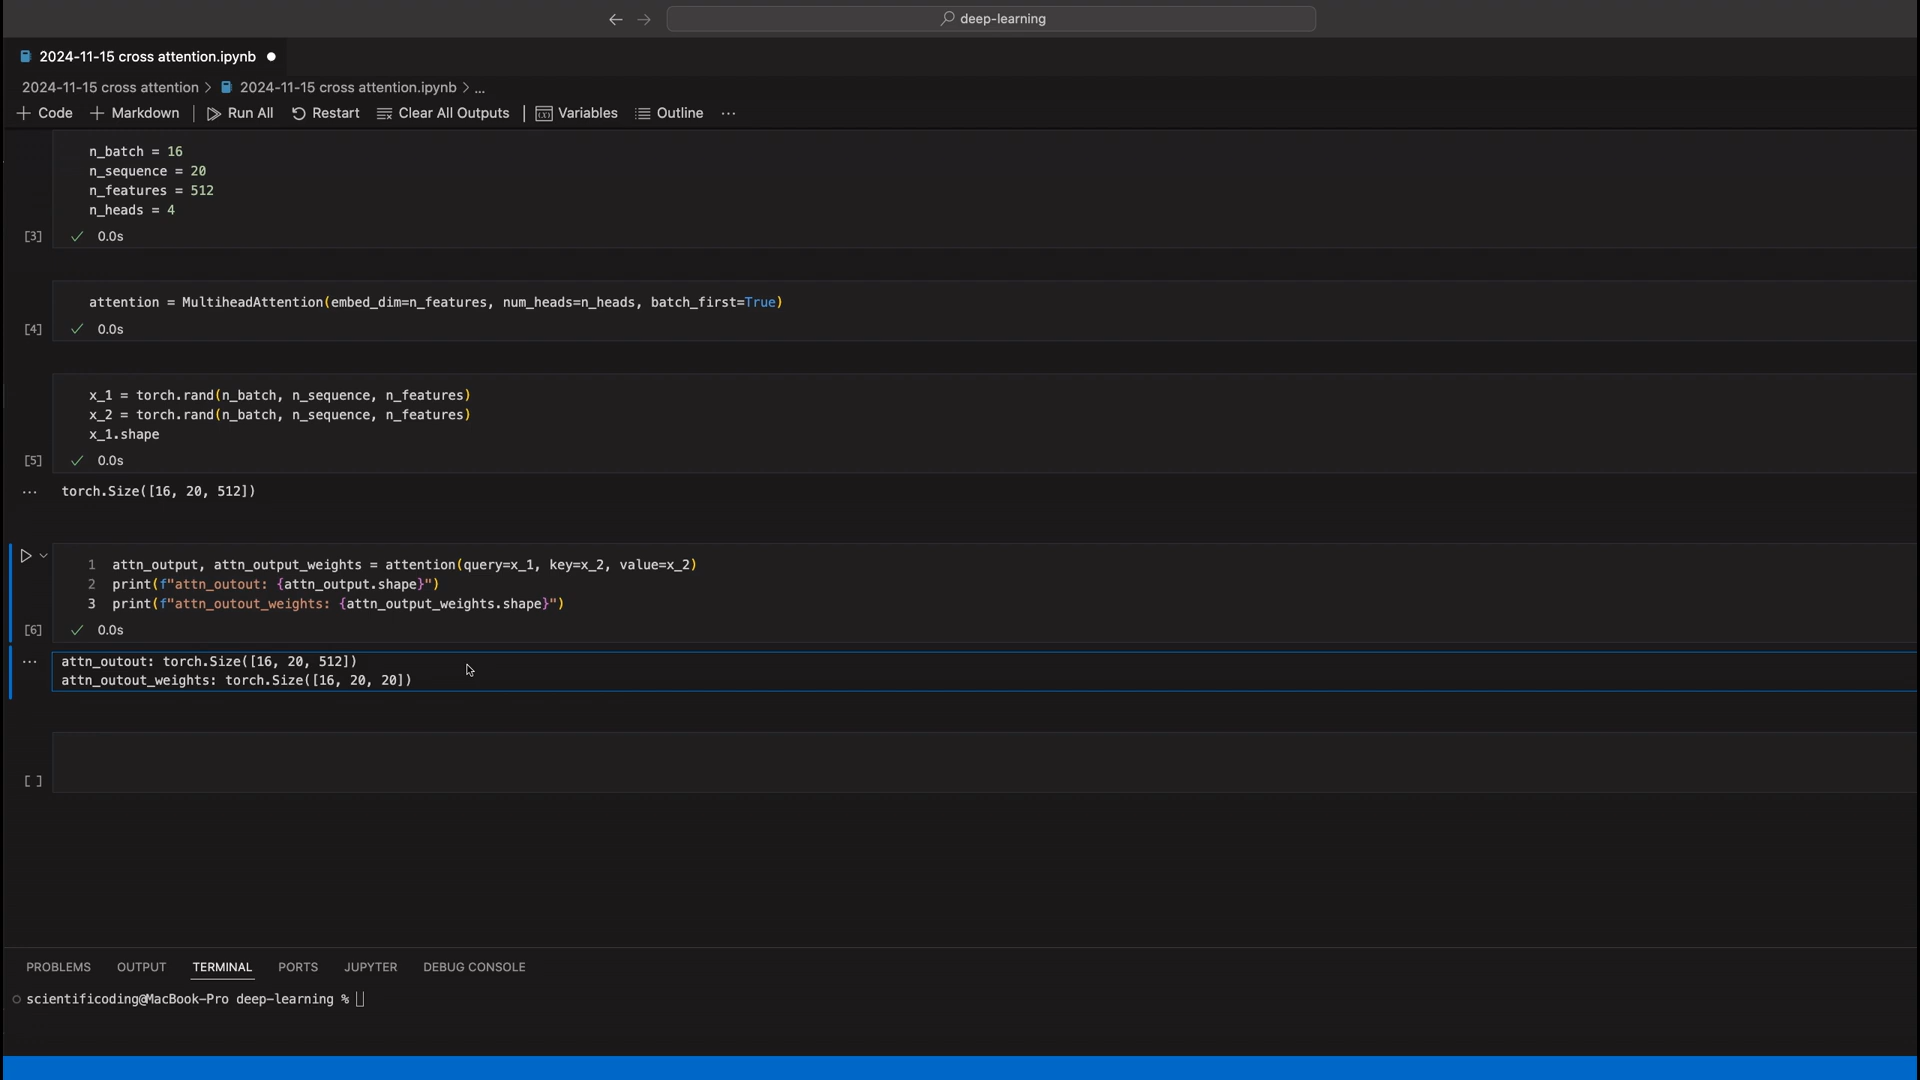 deep-learning
2024-11-15 cross attention.ipynb
2024-11-15 cross attention > 2024-11-15 cross attention.ipynb > ...
+ Code + Markdown | Run All Restart Clear All Outputs | Variables Outline ...
n_batch = 16
n_sequence = 20
n_features = 512
n_heads = 4
[3] ✓ 0.0s
attention = MultiheadAttention(embed_dim=n_features, num_heads=n_heads, batch_first=True)
[4] ✓ 0.0s
x_1 = torch.rand(n_batch, n_sequence, n_features)
x_2 = torch.rand(n_batch, n_sequence, n_features)
x_1.shape
[5] ✓ 0.0s
... torch.Size([16, 20, 512])
1 attn_output, attn_output_weights = attention(query=x_1, key=x_2, value=x_2)
2 print(f"attn_outout: {attn_output.shape}")
3 print(f"attn_outout_weights: {attn_output_weights.shape}")
[6] ✓ 0.0s
... attn_outout: torch.Size([16, 20, 512])
attn_outout_weights: torch.Size([16, 20, 20])
[ ]
PROBLEMS OUTPUT TERMINAL PORTS JUPYTER DEBUG CONSOLE
scientificoding@MacBook-Pro deep-learning %